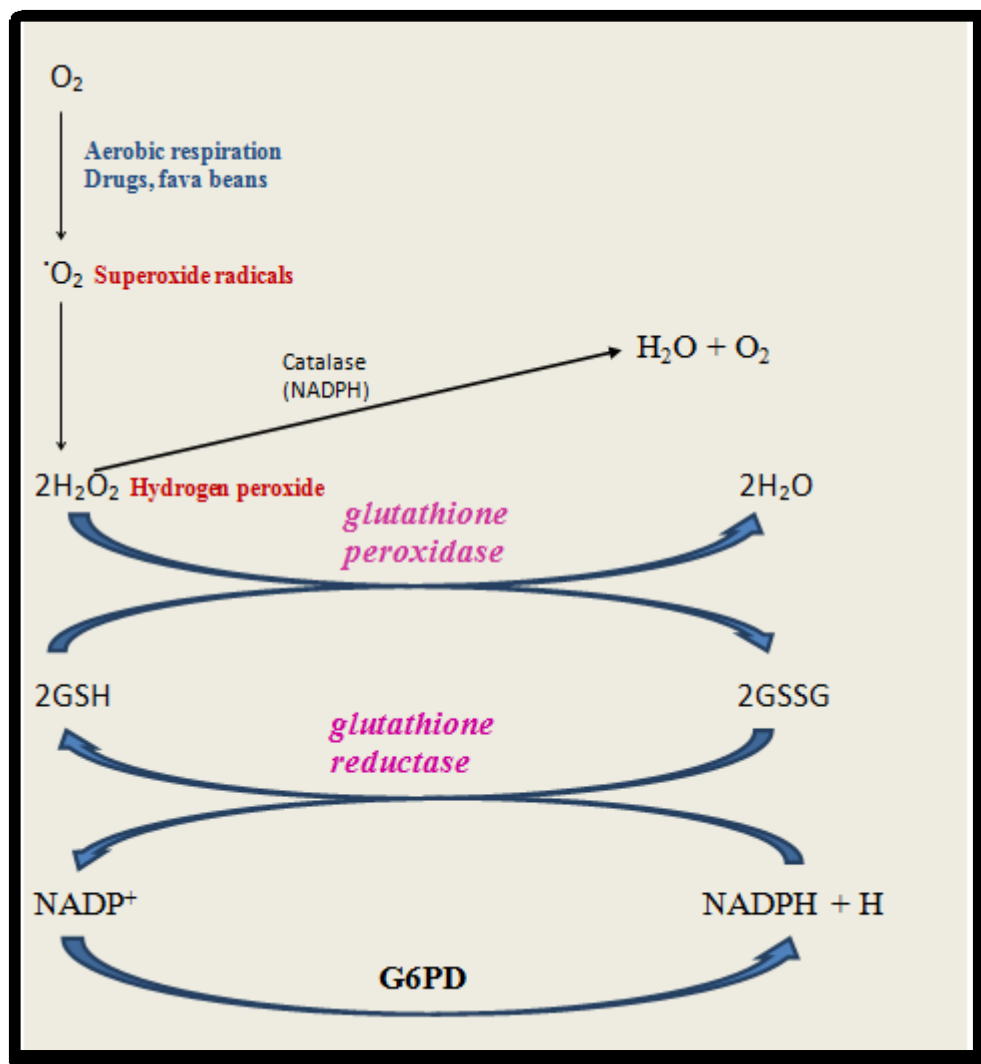 O₂
Aerobic respiration
Drugs, fava beans
˙O₂ Superoxide radicals
H₂O + O₂
Catalase
(NADPH)
2H₂O₂ Hydrogen peroxide
2H₂O
glutathione
peroxidase
2GSH
2GSSG
glutathione
reductase
NADP⁺
NADPH + H
G6PD